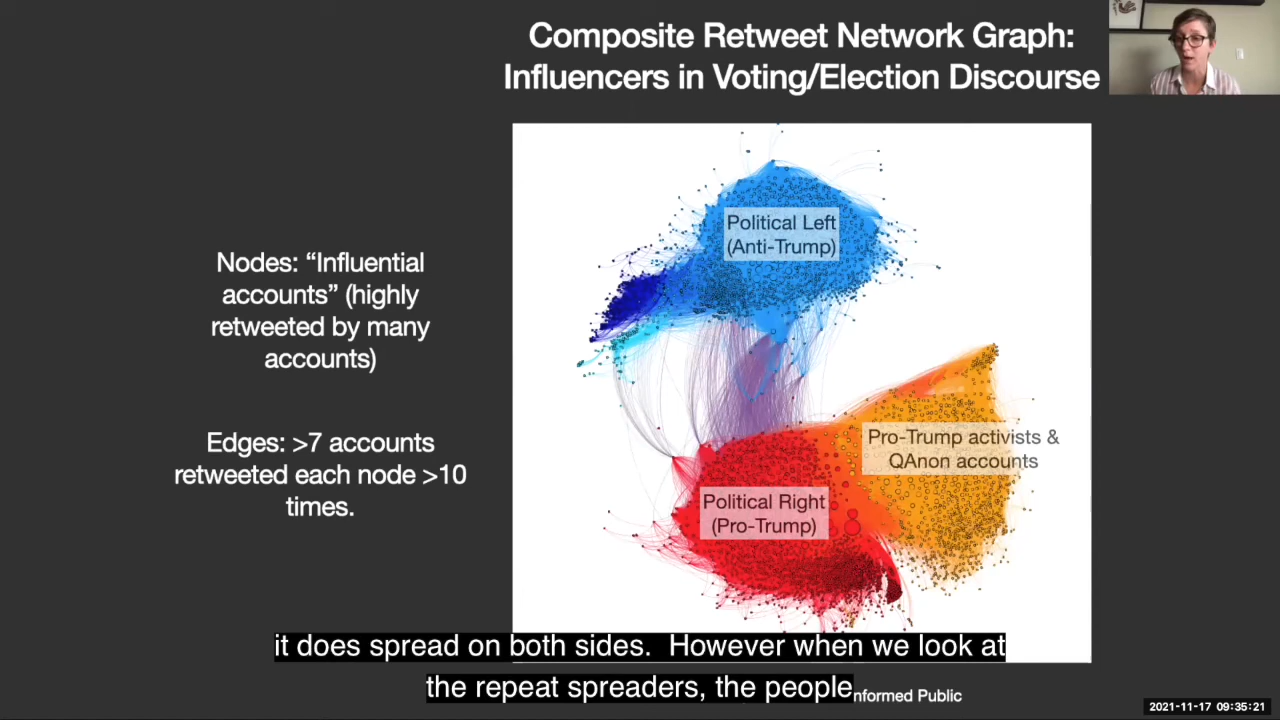 Composite Retweet Network Graph:
Influencers in Voting/Election Discourse
Nodes: “Influential
accounts” (highly
retweeted by many
accounts)
Edges: >7 accounts
retweeted each node >10
times.
Political Left
(Anti-Trump)
Pro-Trump activists &
QAnon accounts
Political Right
(Pro-Trump)
it does spread on both sides.  However when we look at
the repeat spreaders, the people
nformed Public
2021-11-17 09:35:21